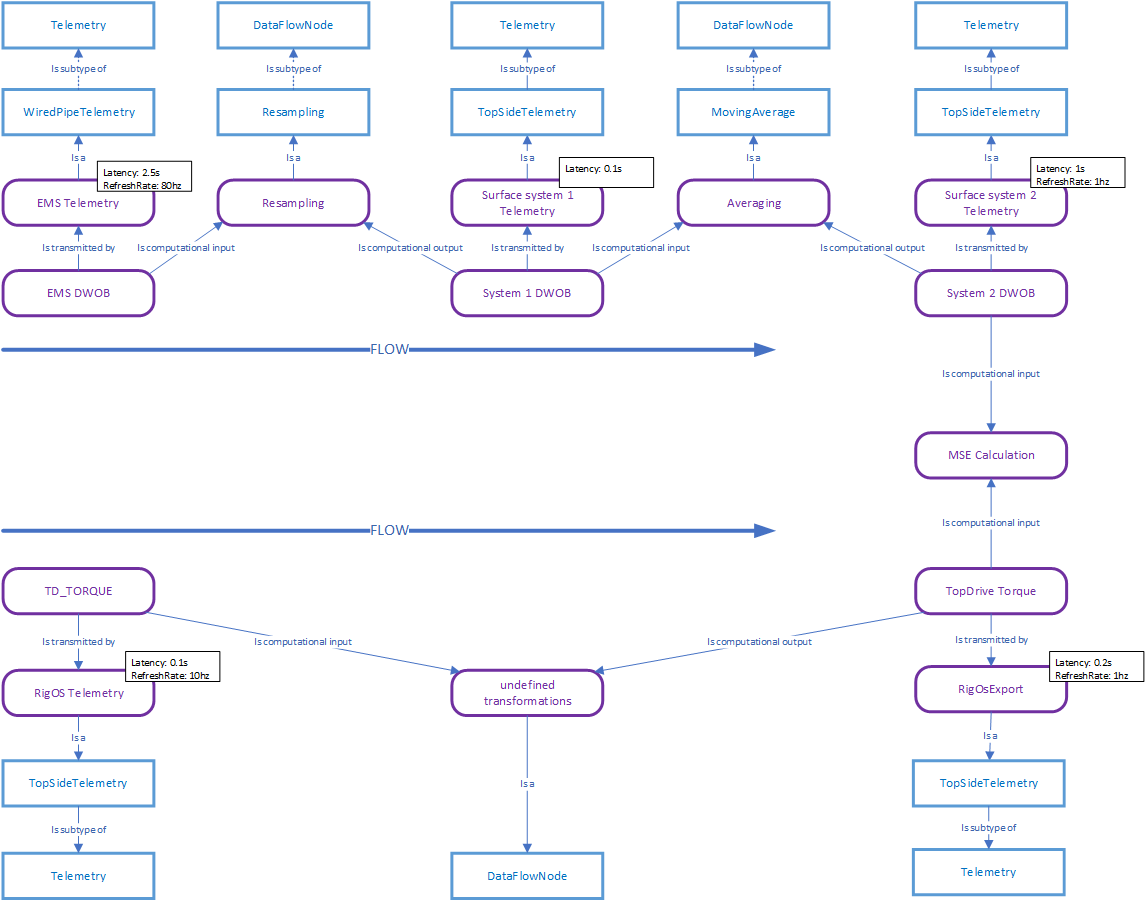 Telemetry
DataFlowNode
Telemetry
DataFlowNode
Telemetry
Is subtype of
Is subtype of
Is subtype of
Is subtype of
Is subtype of
WiredPipeTelemetry
Resampling
TopSideTelemetry
MovingAverage
TopSideTelemetry
Is a
Is a
Is a
Is a
Is a
Latency: 2.5s
RefreshRate: 80hz
Latency: 0.1s
Latency: 1s
RefreshRate: 1hz
EMS Telemetry
Resampling
Surface system 1
Telemetry
Averaging
Surface system 2
Telemetry
Is transmitted by
Is computational input
Is computational output
Is transmitted by
Is computational input
Is computational output
Is transmitted by
EMS DWOB
System 1 DWOB
System 2 DWOB
FLOW
Is computational input
MSE Calculation
FLOW
Is computational input
TD_TORQUE
TopDrive Torque
Is transmitted by
Is computational input
Is computational output
Is transmitted by
Latency: 0.1s
RefreshRate: 10hz
Latency: 0.2s
RefreshRate: 1hz
RigOS Telemetry
undefined
transformations
RigOsExport
Is a
Is a
Is a
TopSideTelemetry
TopSideTelemetry
Is subtype of
Is subtype of
Telemetry
DataFlowNode
Telemetry